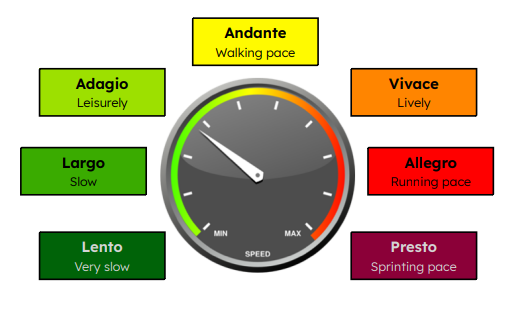 Andante
Walking pace
Adagio
Leisurely
Vivace
Lively
Largo
Slow
Allegro
Running pace
MIN
MAX
SPEED
Lento
Very slow
Presto
Sprinting pace